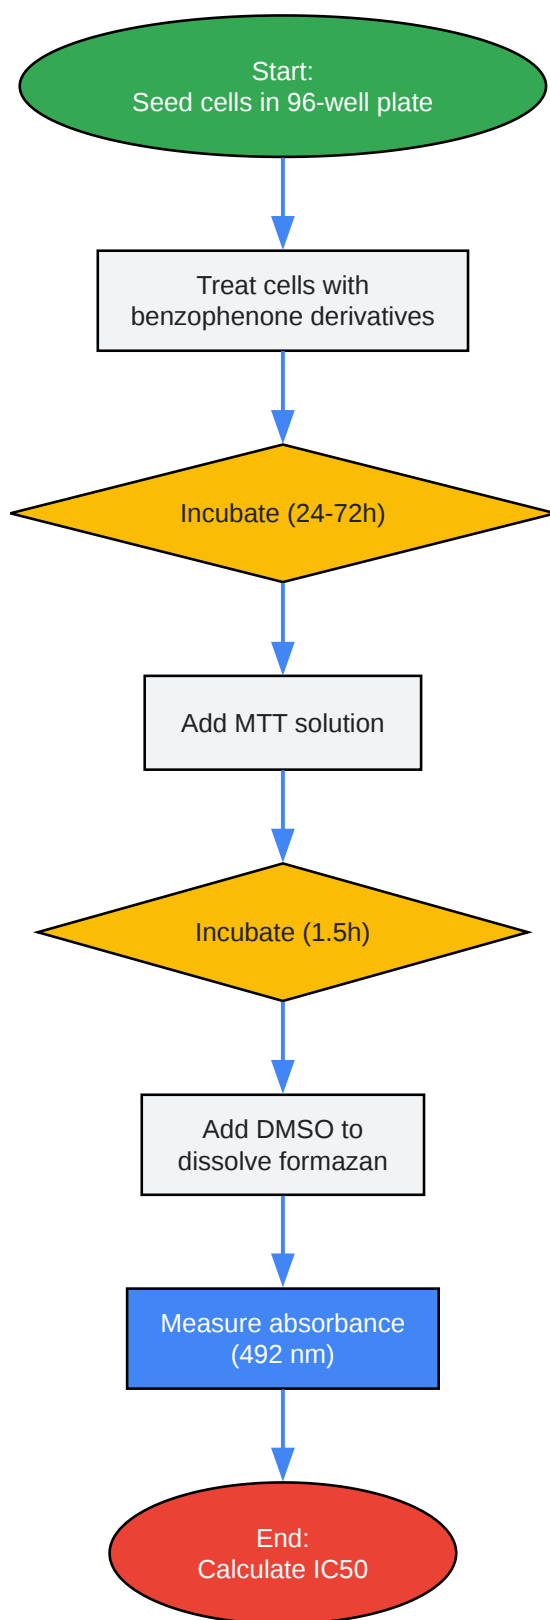 Start:
Seed cells in 96-well plate
Treat cells with
benzophenone derivatives
Incubate (24-72h)
Add MTT solution
Incubate (1.5h)
Add DMSO to
dissolve formazan
Measure absorbance
(492 nm)
End:
Calculate IC50